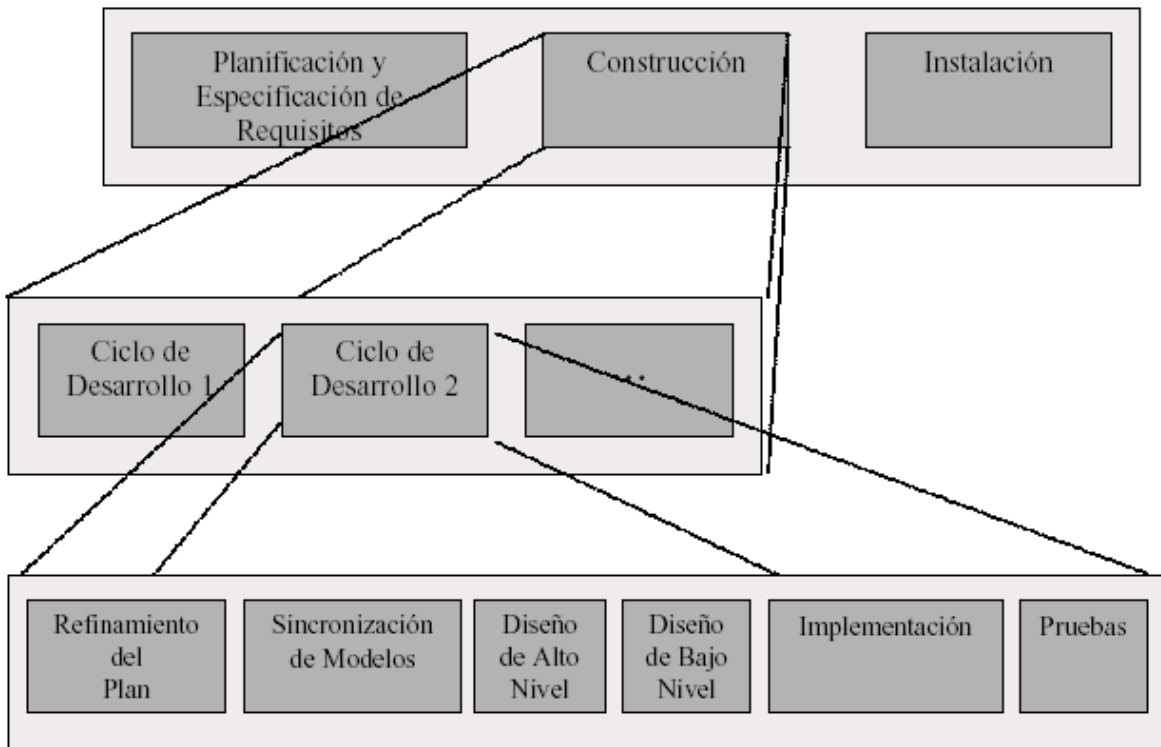 Planificación y
Especificación de
Requisitos
Construcción
Instalación
Ciclo de
Desarrollo 1
Ciclo de
Desarrollo 2
...
Refinamiento
del
Plan
Sincronización
de Modelos
Diseño
de Alto
Nivel
Diseño
de Bajo
Nivel
Implementación
Pruebas